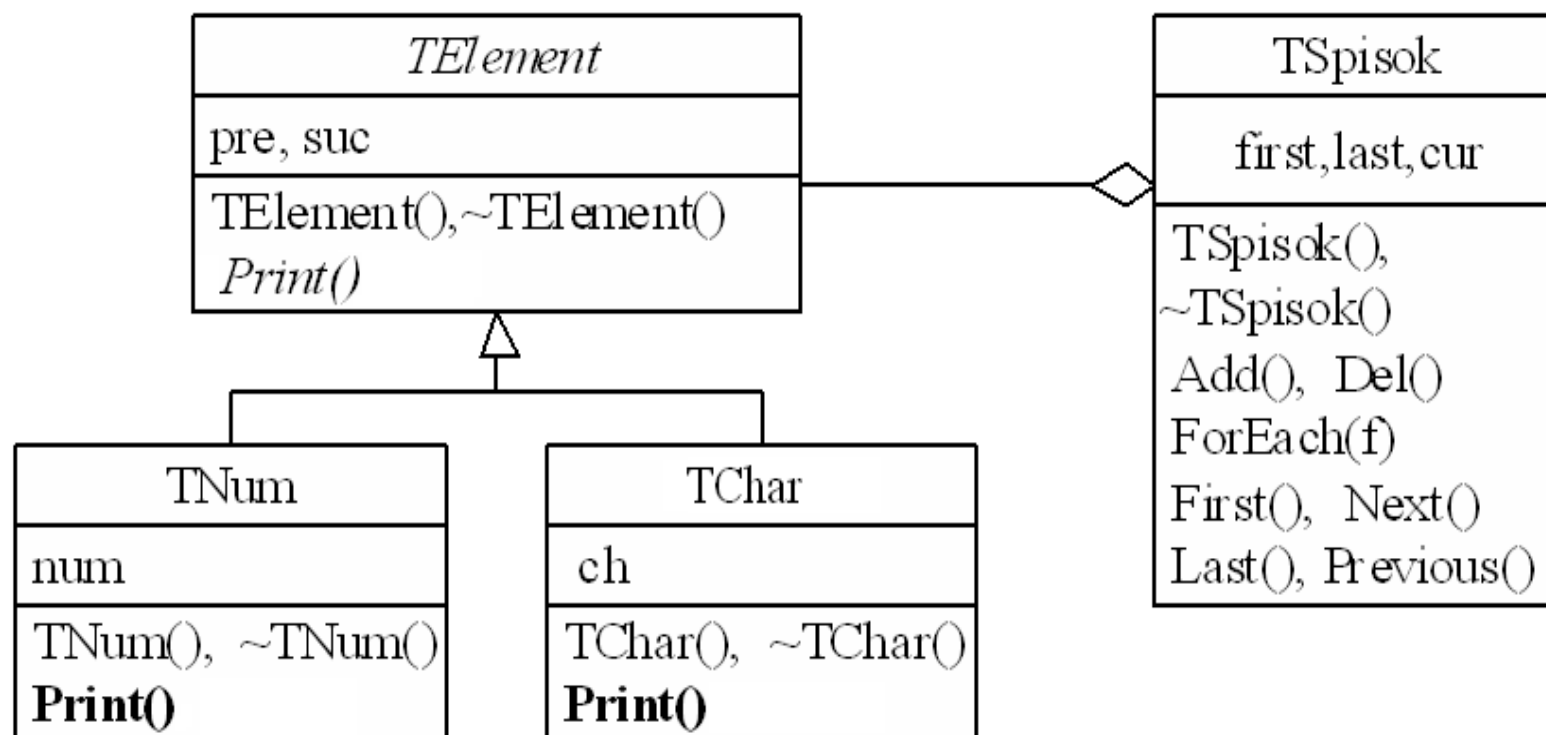 TElement
pre, suc
TElement(),~TElement()
Print()
TSpisok
first,last,cur
TSpisok(),
~TSpisok()
Add(), Del()
ForEach(f)
First(), Next()
Last(), Previous()
TNum
num
TNum(), ~TNum()
Print()
TChar
ch
TChar(), ~TChar()
Print()